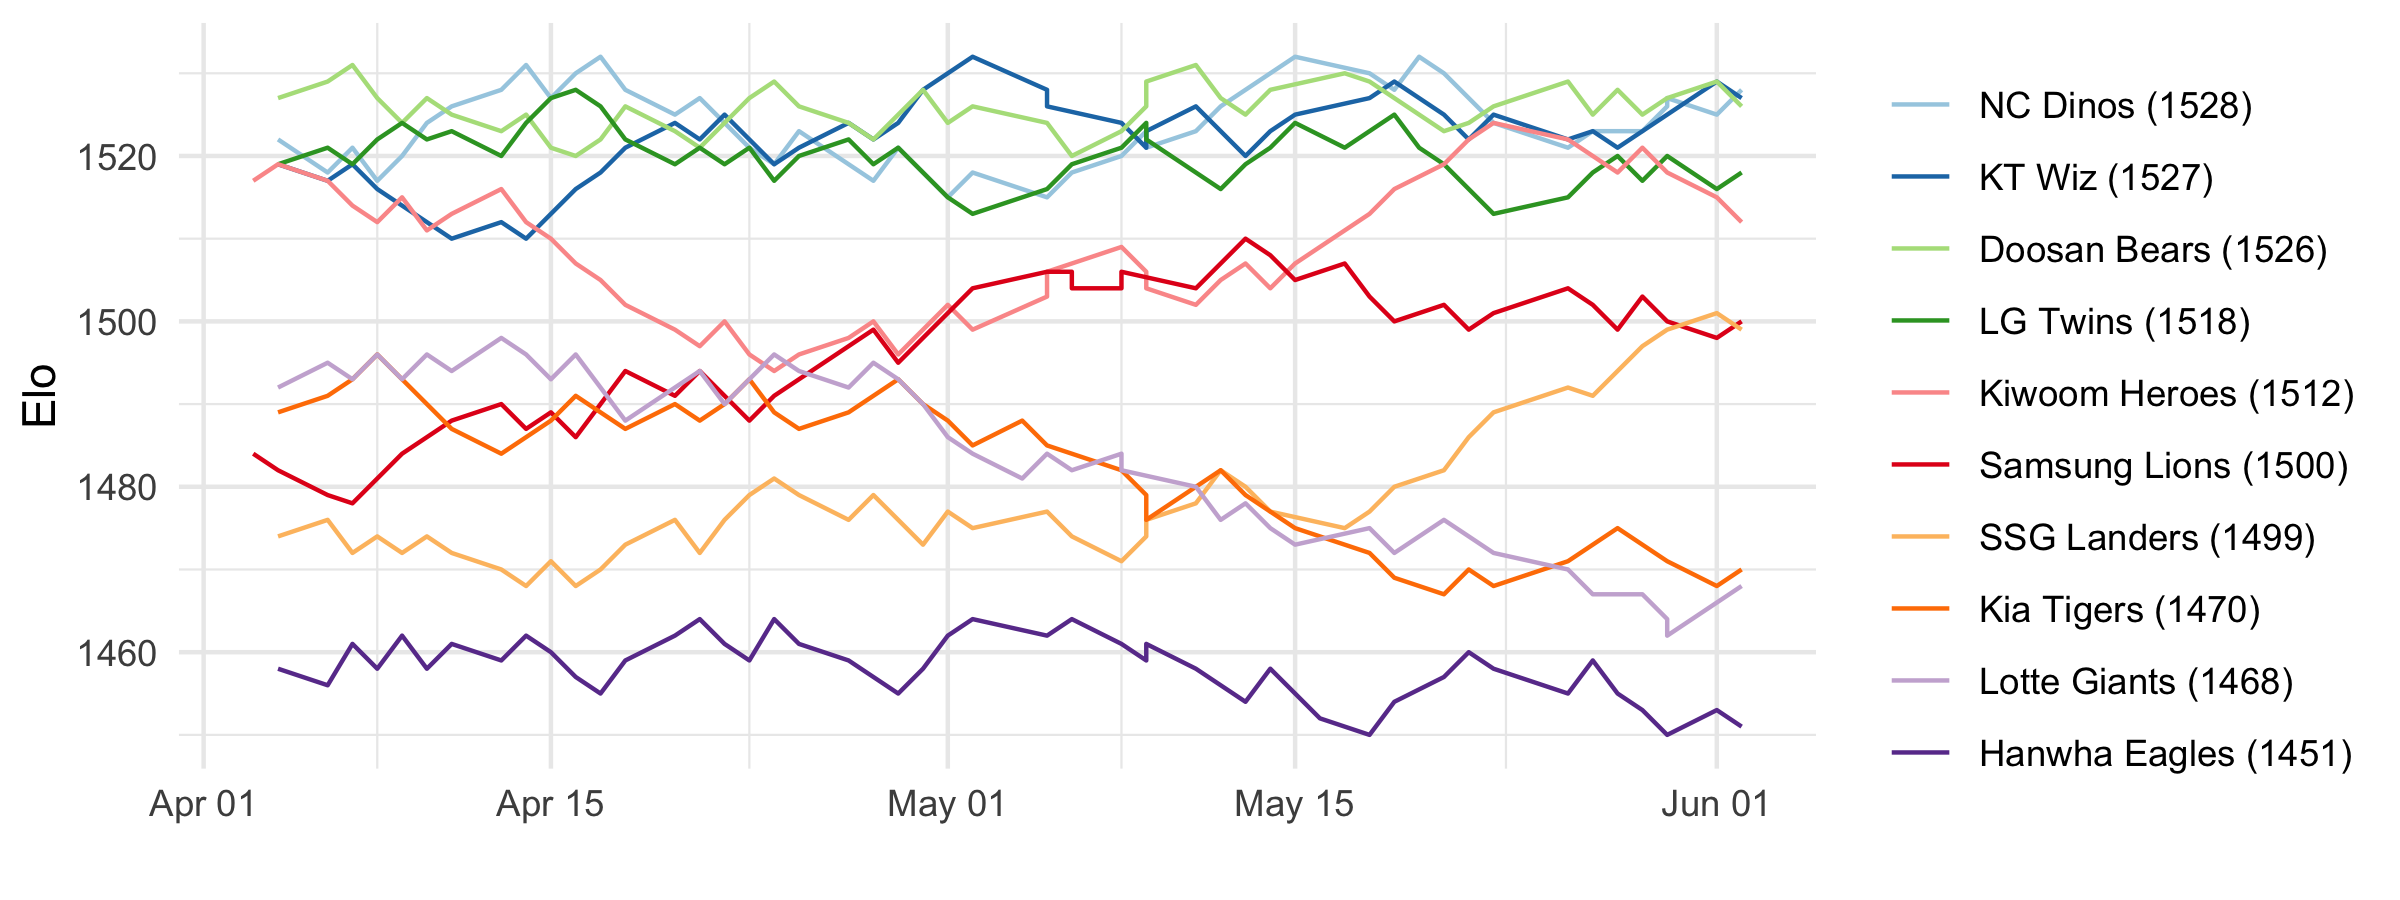 Elo
1520
1500
1480
1460
Apr 01
Apr 15
May 01
May 15
Jun 01
NC Dinos (1528)
KT Wiz (1527)
Doosan Bears (1526)
LG Twins (1518)
Kiwoom Heroes (1512)
Samsung Lions (1500)
SSG Landers (1499)
Kia Tigers (1470)
Lotte Giants (1468)
Hanwha Eagles (1451)